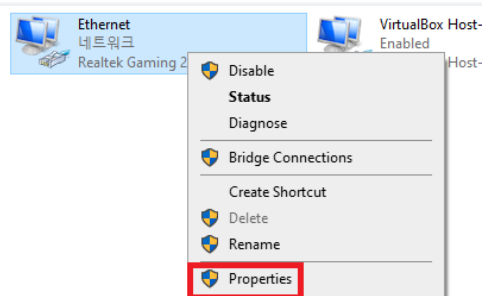 Ethernet
네트워크
Realtek Gaming 2
VirtualBox Host-
Enabled
Host-
Disable
Status
Diagnose
Bridge Connections
Create Shortcut
Delete
Rename
Properties